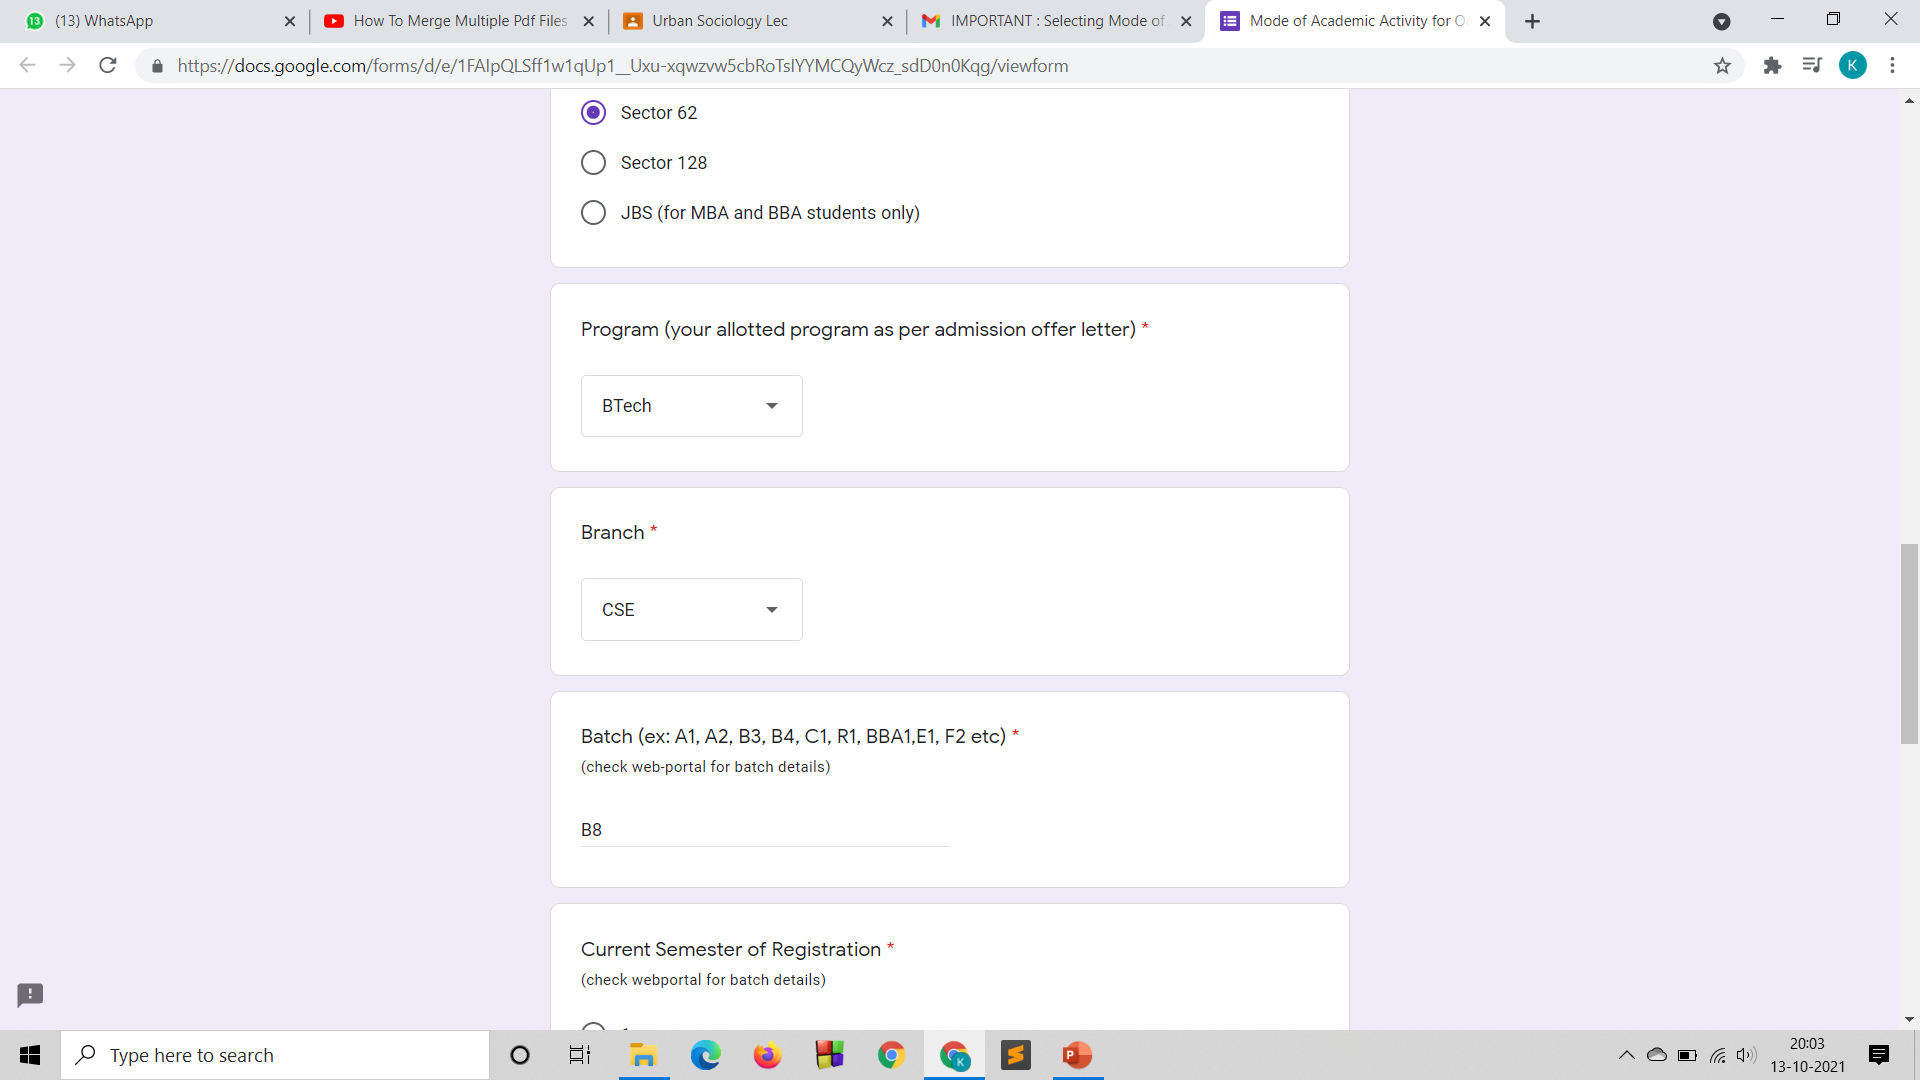 13 (13) WhatsApp
How To Merge Multiple Pdf Files
Urban Sociology Lec
IMPORTANT : Selecting Mode of
Mode of Academic Activity for O
https://docs.google.com/forms/d/e/1FAIpQLSff1w1qUp1__Uxu-xqwzvw5cbRoTslYYMCQyWcz_sdD0n0Kqg/viewform
K
Sector 62
Sector 128
JBS (for MBA and BBA students only)
Program (your allotted program as per admission offer letter) *
BTech
Branch *
CSE
Batch (ex: A1, A2, B3, B4, C1, R1, BBA1,E1, F2 etc) *
(check web-portal for batch details)
B8
Current Semester of Registration *
(check webportal for batch details)
Type here to search
K
S
P
20:03
13-10-2021